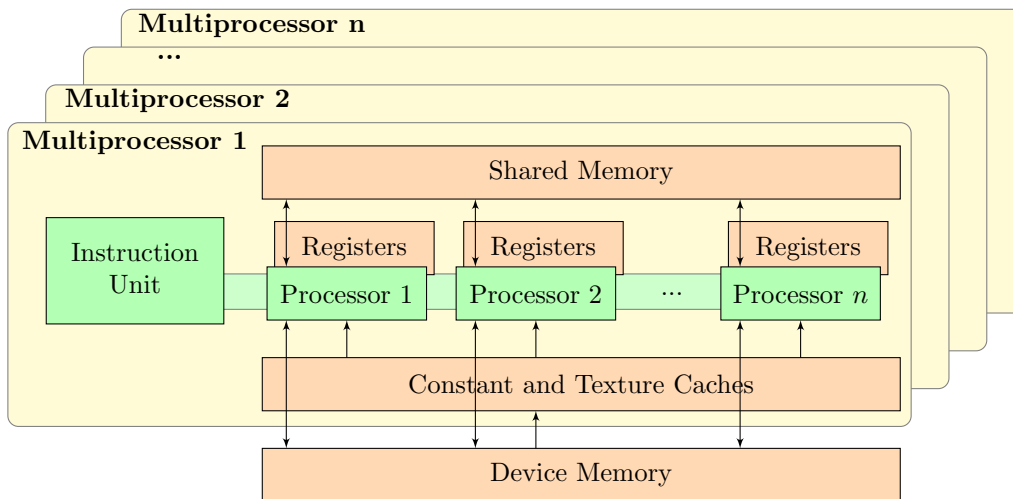 Multiprocessor n
...
Multiprocessor 2
Multiprocessor 1
Shared Memory
Registers
Registers
Registers
Instruction
Unit
Processor 1
Processor 2
...
Processor n
Constant and Texture Caches
Device Memory